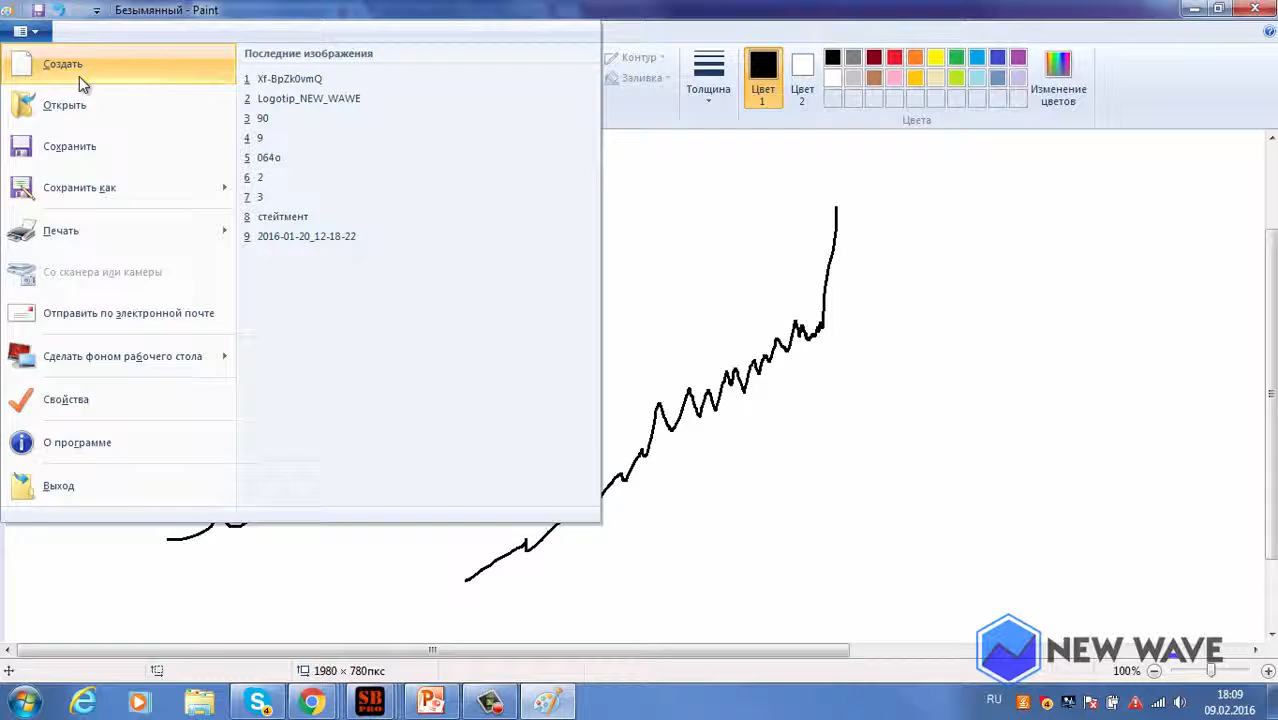 Безымянный - Paint
Создать
Открыть
Сохранить
Сохранить как
Печать
Со сканера или камеры
Отправить по электронной почте
Сделать фоном рабочего стола
Свойства
О программе
Выход
Последние изображения
1 Xf-BpZk0vmQ
2 Logotip_NEW_WAWE
3 90
4 9
5 064o
6 2
7 3
8 стейтмент
9 2016-01-20_12-18-22
Контур
Заливка
Толщина
Цвет
1
Цвет
2
Изменение
цветов
Цвета
NEW WAVE
1980 × 780пкс
100%
SB
PRO
RU
18:09
09.02.2016